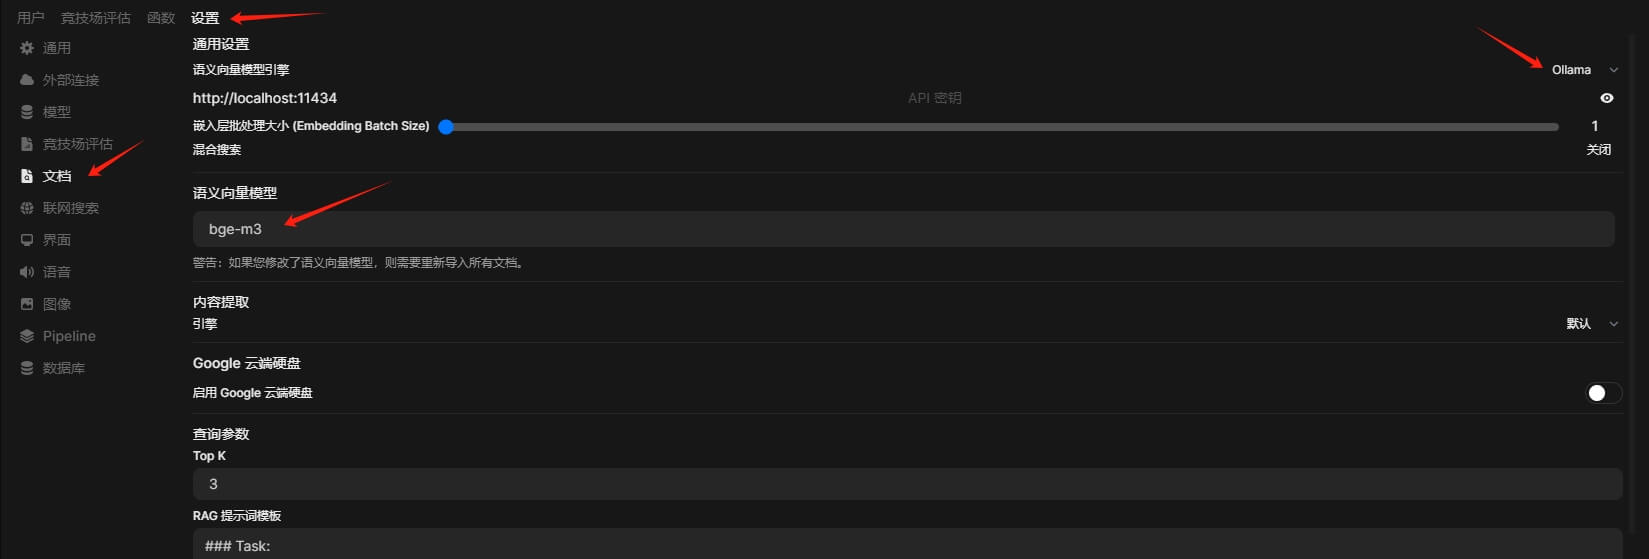 用户 竞技场评估 函数 设置
通用
外部连接
模型
竞技场评估
文档
联网搜索
界面
语音
图像
Pipeline
数据库
通用设置
语义向量模型引擎 Ollama
http://localhost:11434 API 密钥
嵌入层批处理大小 (Embedding Batch Size) 1
混合搜索 关闭
语义向量模型
bge-m3
警告：如果您修改了语义向量模型，则需要重新导入所有文档。
内容提取
引擎 默认
Google 云端硬盘
启用 Google 云端硬盘
查询参数
Top K
3
RAG 提示词模板
### Task: